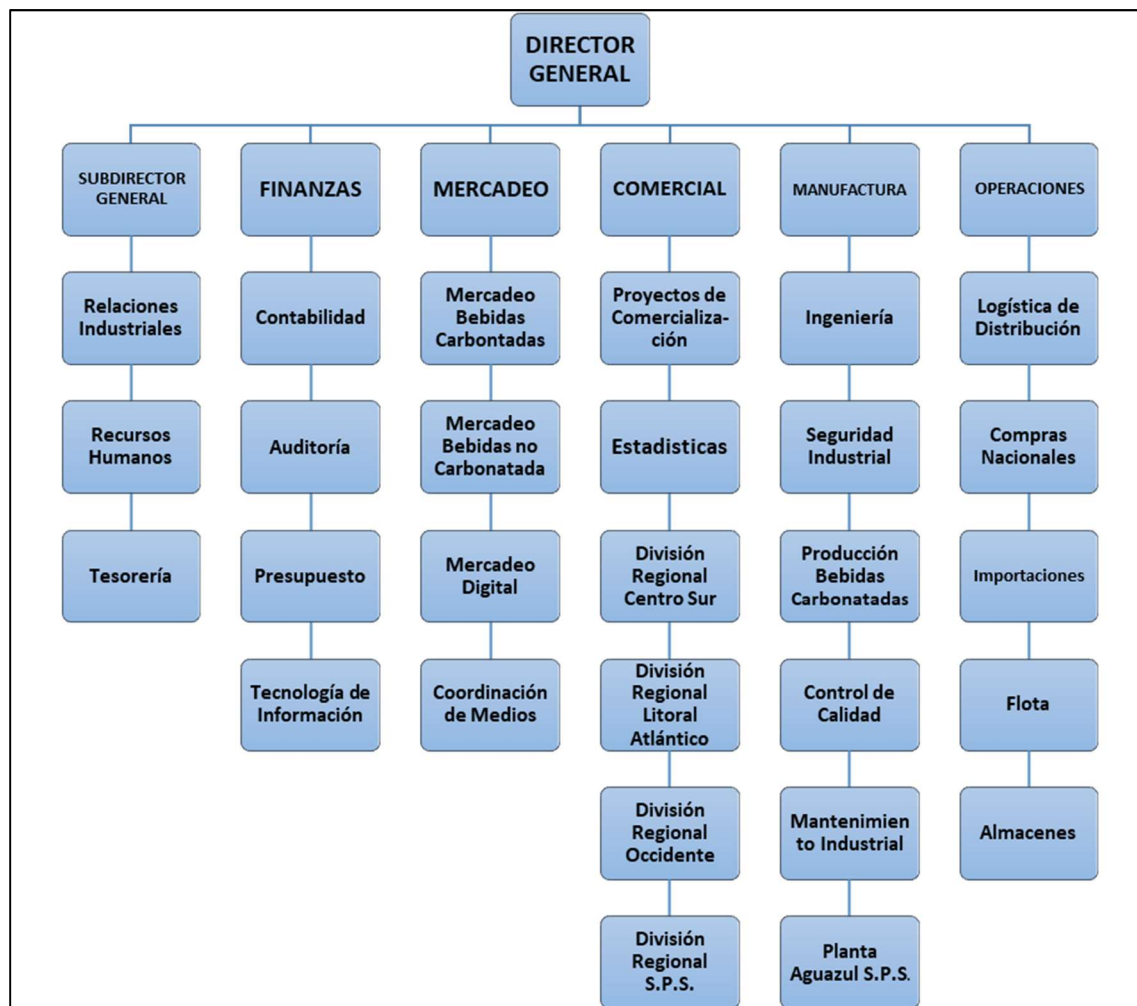 DIRECTOR
GENERAL
SUBDIRECTOR
GENERAL
FINANZAS
MERCADEO
COMERCIAL
MANUFACTURA
OPERACIONES
Relaciones
Industriales
Contabilidad
Mercadeo
Bebidas
Carbontadas
Proyectos de
Comercializa-
ción
Ingeniería
Logística de
Distribución
Recursos
Humanos
Auditoría
Mercadeo
Bebidas no
Carbonatada
Estadisticas
Seguridad
Industrial
Compras
Nacionales
Tesorería
Presupuesto
Mercadeo
Digital
División
Regional
Centro Sur
Producción
Bebidas
Carbonatadas
Importaciones
Tecnología de
Información
Coordinación
de Medios
División
Regional
Litoral
Atlántico
Control de
Calidad
Flota
División
Regional
Occidente
Mantenimien
to Industrial
Almacenes
División
Regional
S.P.S.
Planta
Aguazul S.P.S.